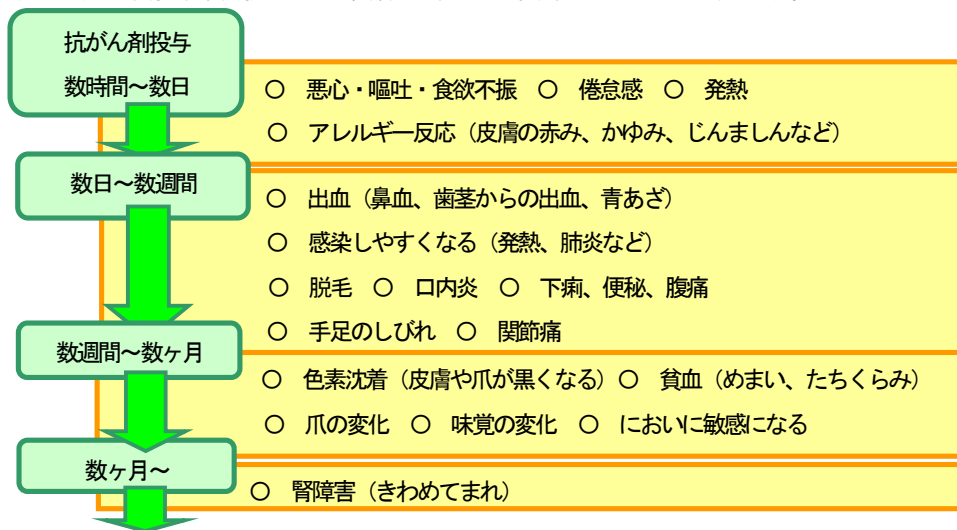 抗がん剤投与
数時間～数日
○ 悪心・嘔吐・食欲不振 ○ 倦怠感 ○ 発熱
○ アレルギー反応（皮膚の赤み、かゆみ、じんましんなど）
数日～数週間
○ 出血（鼻血、歯茎からの出血、青あざ）
○ 感染しやすくなる（発熱、肺炎など）
○ 脱毛 ○ 口内炎 ○ 下痢、便秘、腹痛
○ 手足のしびれ ○ 関節痛
数週間～数ヶ月
○ 色素沈着（皮膚や爪が黒くなる）○ 貧血（めまい、たちくらみ）
○ 爪の変化 ○ 味覚の変化 ○ においに敏感になる
数ヶ月～
○ 腎障害（きわめてまれ）